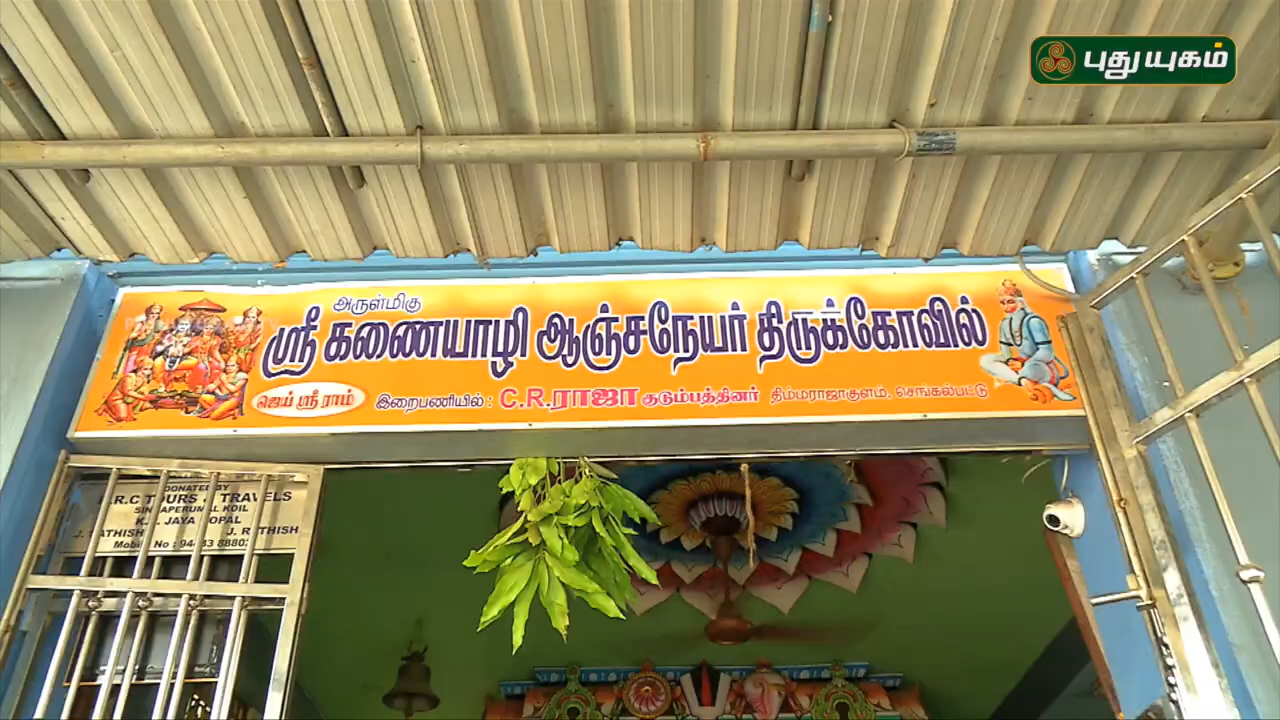 புதுயுகம்
அருள்மிகு
ஸ்ரீ கணையாழி ஆஞ்சநேயர் திருக்கோவில்
ஜெய் ஸ்ரீ ராம்
இறைபணியில் : C.R.ராஜா குடும்பத்தினர் திம்மராஜாகுளம், செங்கல்பட்டு
DONATED BY
TOURS & TRAVELS
SINGAPERUMAL KOIL
JAYA GOPAL